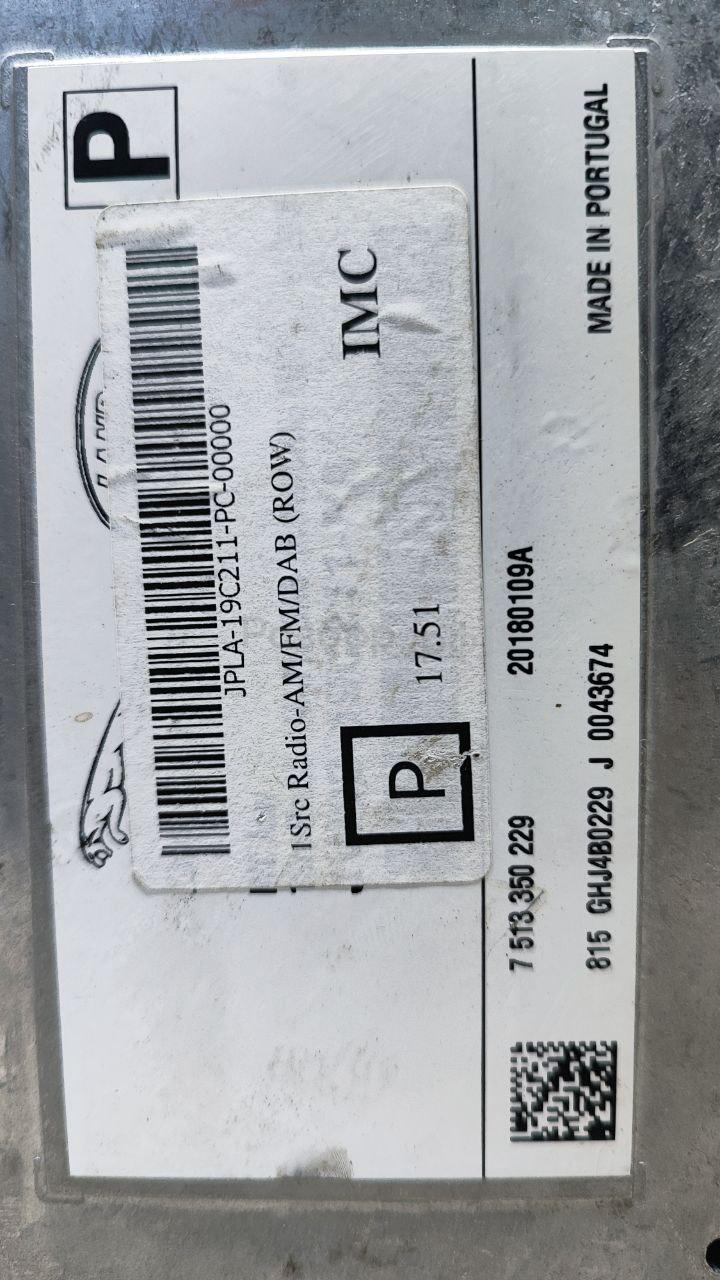 P
JPLA-19C211-PC-00000
1Src Radio-AM/FM/DAB (ROW)
IMC
P
17.51
7 513 350 229
20180109A
815 GHJ4B0229 J 0043674
MADE IN PORTUGAL